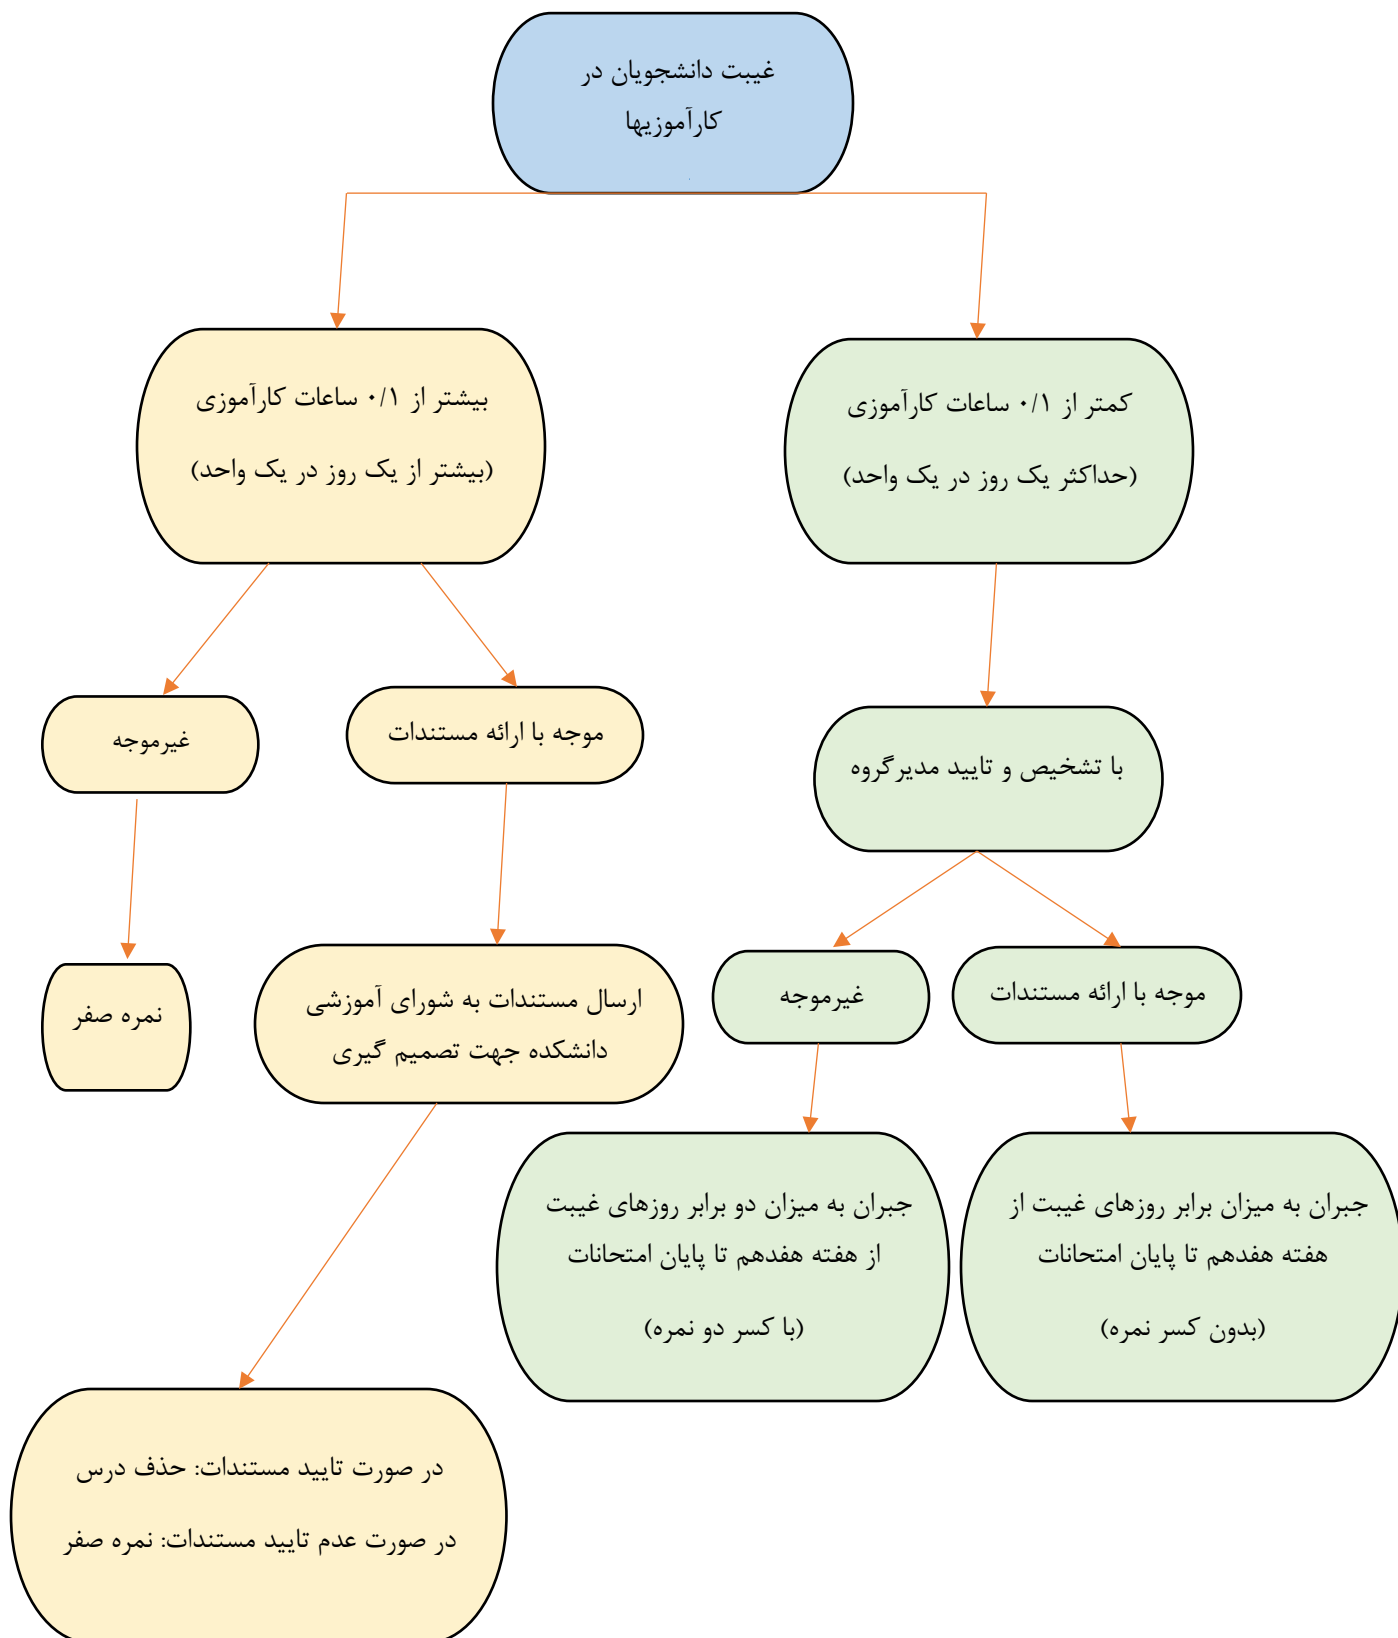 غیبت دانشجویان در
کارآموزیها
کمتر از ۰/۱ ساعات کارآموزی
(حداکثر یک روز در یک واحد)
بیشتر از ۰/۱ ساعات کارآموزی
(بیشتر از یک روز در یک واحد)
با تشخیص و تایید مدیرگروه
موجه با ارائه مستندات
غیرموجه
موجه با ارائه مستندات
غیرموجه
جبران به میزان برابر روزهای غیبت از
هفته هفدهم تا پایان امتحانات
(بدون کسر نمره)
جبران به میزان دو برابر روزهای غیبت
از هفته هفدهم تا پایان امتحانات
(با کسر دو نمره)
ارسال مستندات به شورای آموزشی
دانشکده جهت تصمیم گیری
نمره صفر
در صورت تایید مستندات: حذف درس
در صورت عدم تایید مستندات: نمره صفر